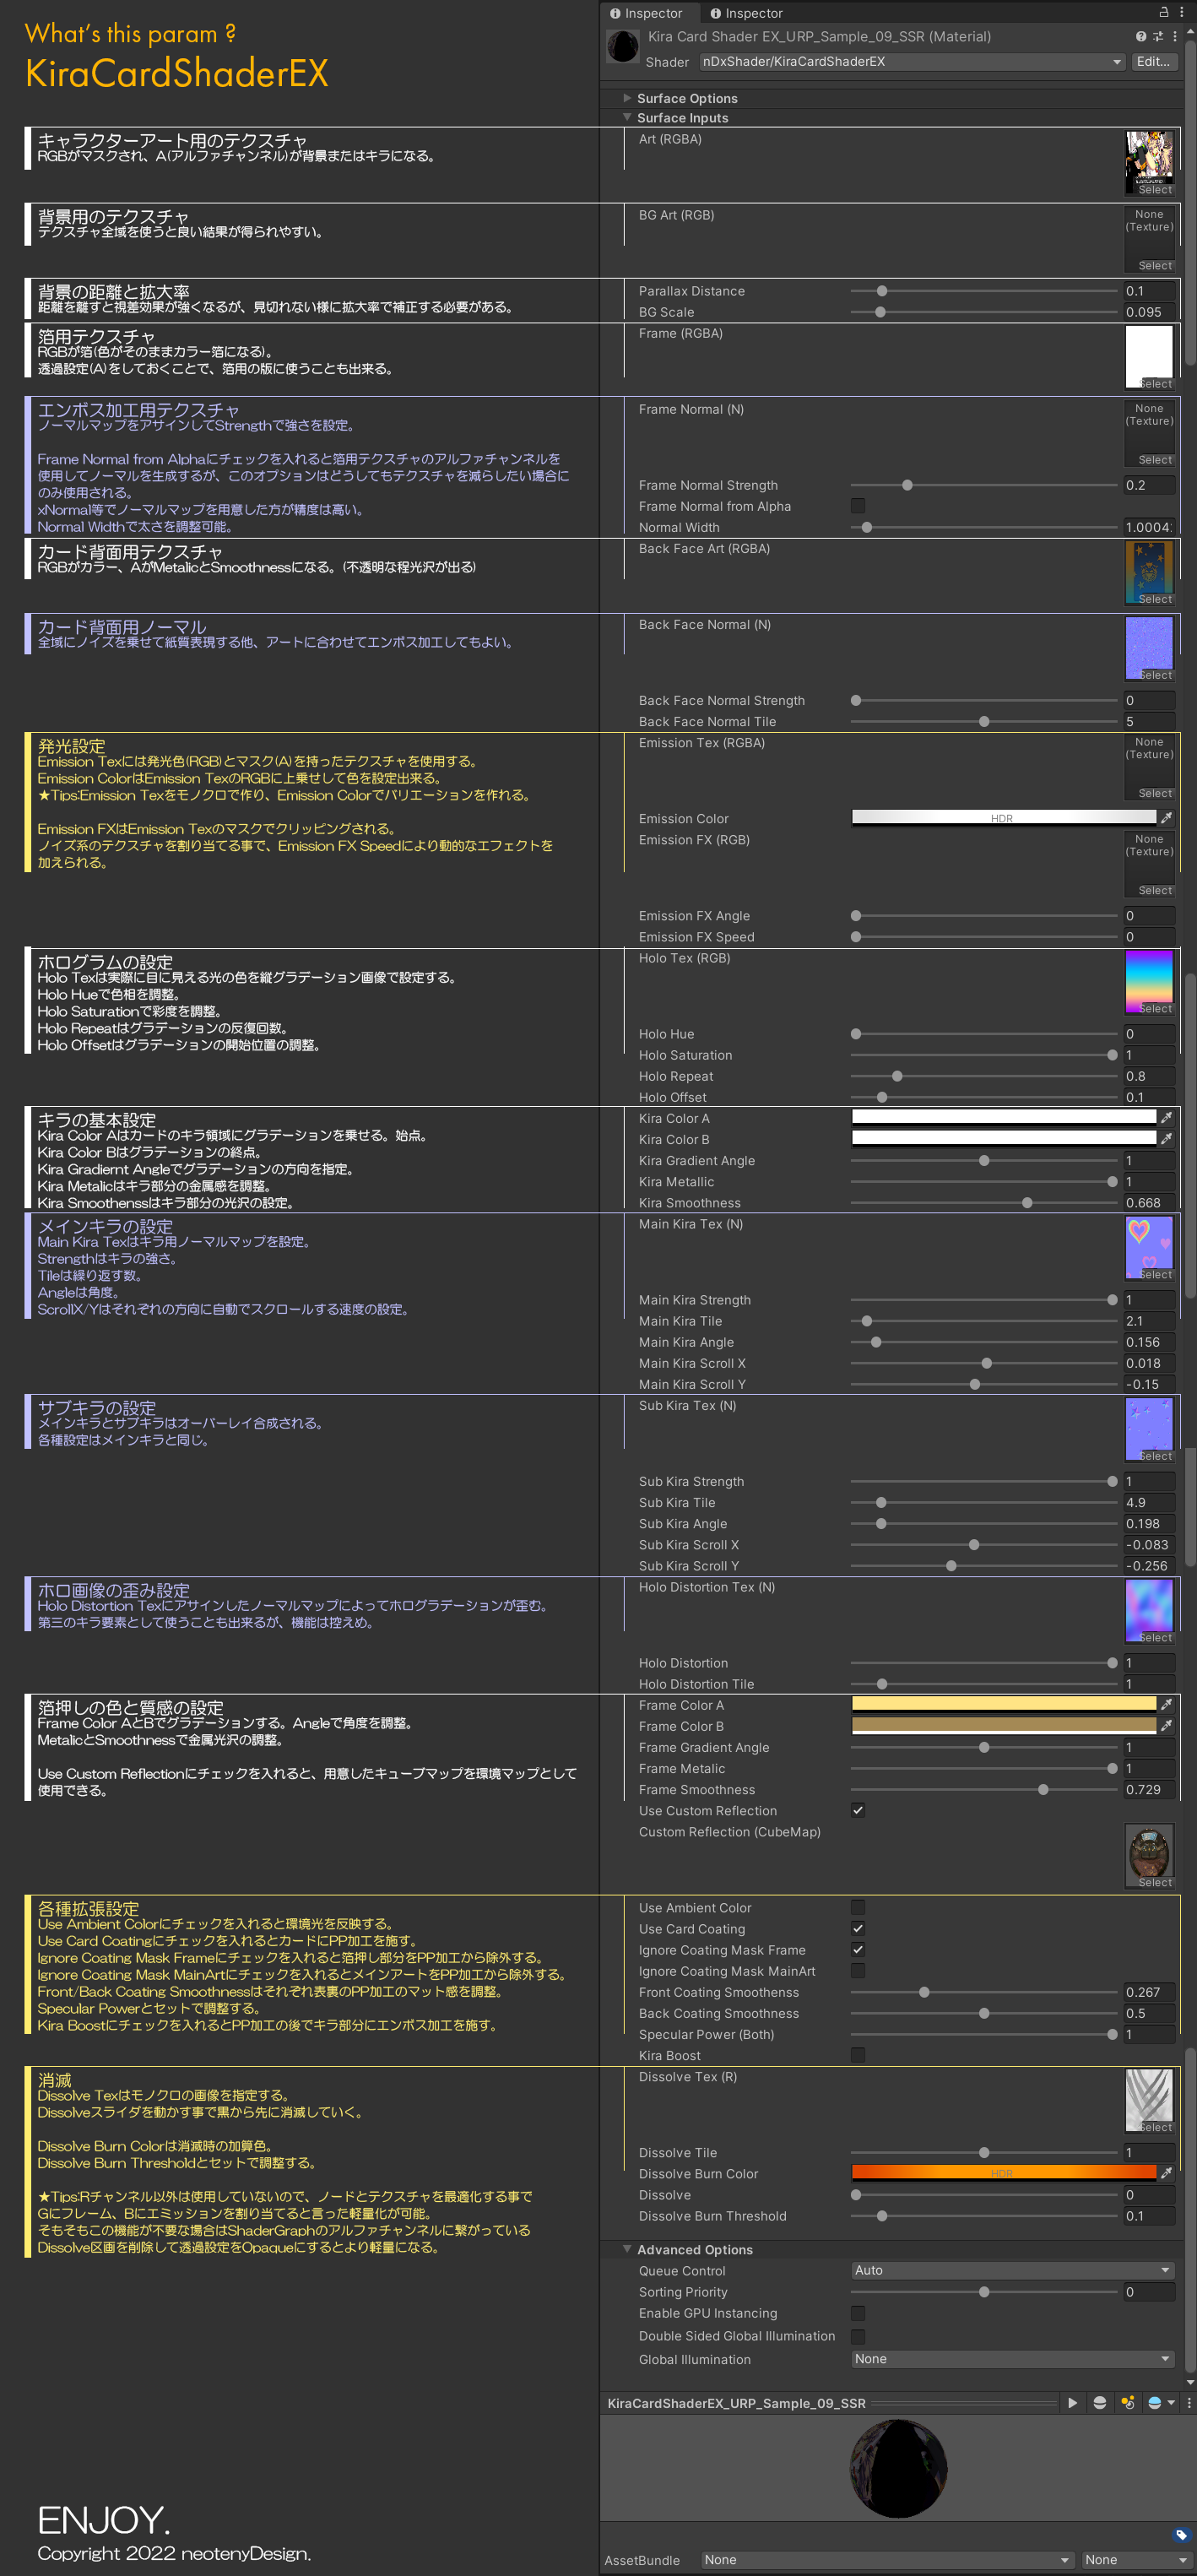 What's this param ?
KiraCardShaderEX
キャラクターアート用のテクスチャ
RGBがマスクされ、A(アルファチャンネル)が背景またはキラになる。
背景用のテクスチャ
テクスチャ全域を使うと良い結果が得られやすい。
背景の距離と拡大率
距離を離すと視差効果が強くなるが、見切れない様に拡大率で補正する必要がある。
箔用テクスチャ
RGBが箔(色がそのままカラー箔になる)。
透過設定(A)をしておくことで、箔用の版に使うことも出来る。
エンボス加工用テクスチャ
ノーマルマップをアサインしてStrengthで強さを設定。
Frame Normal from Alphaにチェックを入れると箔用テクスチャのアルファチャンネルを
使用してノーマルを生成するが、このオプションはどうしてもテクスチャを減らしたい場合に
のみ使用される。
xNormal等でノーマルマップを用意した方が精度は高い。
Normal Widthで太さを調整可能。
カード背面用テクスチャ
RGBがカラー、AがMetalicとSmoothnessになる。(不透明な程光沢が出る)
カード背面用ノーマル
全域にノイズを乗せて紙質表現する他、アートに合わせてエンボス加工してもよい。
発光設定
Emission Texには発光色(RGB)とマスク(A)を持ったテクスチャを使用する。
Emission ColorはEmission TexのRGBに上乗せして色を設定出来る。
★Tips:Emission Texをモノクロで作り、Emission Colorでバリエーションを作れる。
Emission FXはEmission Texのマスクでクリッピングされる。
ノイズ系のテクスチャを割り当てる事で、Emission FX Speedにより動的なエフェクトを
加えられる。
ホログラムの設定
Holo Texは実際に目に見える光の色を縦グラデーション画像で設定する。
Holo Hueで色相を調整。
Holo Saturationで彩度を調整。
Holo Repeatはグラデーションの反復回数。
Holo Offsetはグラデーションの開始位置の調整。
キラの基本設定
Kira Color Aはカードのキラ領域にグラデーションを乗せる。始点。
Kira Color Bはグラデーションの終点。
Kira Gradiernt Angleでグラデーションの方向を指定。
Kira Metalicはキラ部分の金属感を調整。
Kira Smoothenssはキラ部分の光沢の設定。
メインキラの設定
Main Kira Texはキラ用ノーマルマップを設定。
Strengthはキラの強さ。
Tileは繰り返す数。
Angleは角度。
ScrollX/Yはそれぞれの方向に自動でスクロールする速度の設定。
サブキラの設定
メインキラとサブキラはオーバーレイ合成される。
各種設定はメインキラと同じ。
ホロ画像の歪み設定
Holo Distortion Texにアサインしたノーマルマップによってホログラデーションが歪む。
第三のキラ要素として使うことも出来るが、機能は控えめ。
箔押しの色と質感の設定
Frame Color AとBでグラデーションする。Angleで角度を調整。
MetalicとSmoothnessで金属光沢の調整。
Use Custom Reflectionにチェックを入れると、用意したキューブマップを環境マップとして
使用できる。
各種拡張設定
Use Ambient Colorにチェックを入れると環境光を反映する。
Use Card Coatingにチェックを入れるとカードにPP加工を施す。
Ignore Coating Mask Frameにチェックを入れると箔押し部分をPP加工から除外する。
Ignore Coating Mask MainArtにチェックを入れるとメインアートをPP加工から除外する。
Front/Back Coating Smoothnessはそれぞれ表裏のPP加工のマット感を調整。
Specular Powerとセットで調整する。
Kira Boostにチェックを入れるとPP加工の後でキラ部分にエンボス加工を施す。
消滅
Dissolve Texはモノクロの画像を指定する。
Dissolveスライダを動かす事で黒から先に消滅していく。
Dissolve Burn Colorは消滅時の加算色。
Dissolve Burn Thresholdとセットで調整する。
★Tips:Rチャンネル以外は使用していないので、ノードとテクスチャを最適化する事で
Gにフレーム、Bにエミッションを割り当てると言った軽量化が可能。
そもそもこの機能が不要な場合はShaderGraphのアルファチャンネルに繋がっている
Dissolve区画を削除して透過設定をOpaqueにするとより軽量になる。
ENJOY.
Copyright 2022 neotenyDesign.
Inspector Inspector
Kira Card Shader EX_URP_Sample_09_SSR (Material)
Shader nDxShader/KiraCardShaderEX Edit...
Surface Options
Surface Inputs
Art (RGBA)
Select
BG Art (RGB)
None
(Texture)
Select
Parallax Distance 0.1
BG Scale 0.095
Frame (RGBA)
Select
Frame Normal (N)
None
(Texture)
Select
Frame Normal Strength 0.2
Frame Normal from Alpha
Normal Width 1.0004
Back Face Art (RGBA)
Select
Back Face Normal (N)
Select
Back Face Normal Strength 0
Back Face Normal Tile 5
Emission Tex (RGBA)
None
(Texture)
Select
Emission Color HDR
Emission FX (RGB)
None
(Texture)
Select
Emission FX Angle 0
Emission FX Speed 0
Holo Tex (RGB)
Select
Holo Hue 0
Holo Saturation 1
Holo Repeat 0.8
Holo Offset 0.1
Kira Color A
Kira Color B
Kira Gradient Angle 1
Kira Metallic 1
Kira Smoothness 0.668
Main Kira Tex (N)
Select
Main Kira Strength 1
Main Kira Tile 2.1
Main Kira Angle 0.156
Main Kira Scroll X 0.018
Main Kira Scroll Y -0.15
Sub Kira Tex (N)
Select
Sub Kira Strength 1
Sub Kira Tile 4.9
Sub Kira Angle 0.198
Sub Kira Scroll X -0.083
Sub Kira Scroll Y -0.256
Holo Distortion Tex (N)
Select
Holo Distortion 1
Holo Distortion Tile 1
Frame Color A
Frame Color B
Frame Gradient Angle 1
Frame Metalic 1
Frame Smoothness 0.729
Use Custom Reflection
Custom Reflection (CubeMap)
Select
Use Ambient Color
Use Card Coating
Ignore Coating Mask Frame
Ignore Coating Mask MainArt
Front Coating Smoothenss 0.267
Back Coating Smoothness 0.5
Specular Power (Both) 1
Kira Boost
Dissolve Tex (R)
Select
Dissolve Tile 1
Dissolve Burn Color HDR
Dissolve 0
Dissolve Burn Threshold 0.1
Advanced Options
Queue Control Auto
Sorting Priority 0
Enable GPU Instancing
Double Sided Global Illumination
Global Illumination None
KiraCardShaderEX_URP_Sample_09_SSR
AssetBundle None None